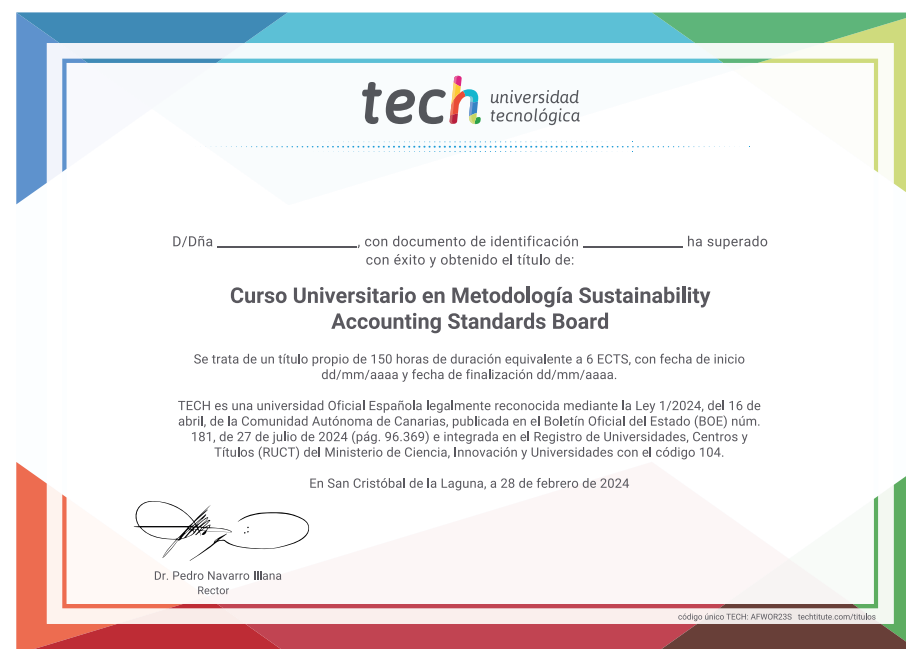 tech universidad
tecnológica
D/Dña ____________, con documento de identificación ____________ ha superado
con éxito y obtenido el título de:
Curso Universitario en Metodología Sustainability
Accounting Standards Board
Se trata de un título propio de 150 horas de duración equivalente a 6 ECTS, con fecha de inicio
dd/mm/aaaa y fecha de finalización dd/mm/aaaa.
TECH es una universidad Oficial Española legalmente reconocida mediante la Ley 1/2024, del 16 de
abril, de la Comunidad Autónoma de Canarias, publicada en el Boletín Oficial del Estado (BOE) núm.
181, de 27 de julio de 2024 (pág. 96.369) e integrada en el Registro de Universidades, Centros y
Títulos (RUCT) del Ministerio de Ciencia, Innovación y Universidades con el código 104.
En San Cristóbal de la Laguna, a 28 de febrero de 2024
Dr. Pedro Navarro Illana
Rector
código único TECH: AFWOR23S techtitute.com/titulos